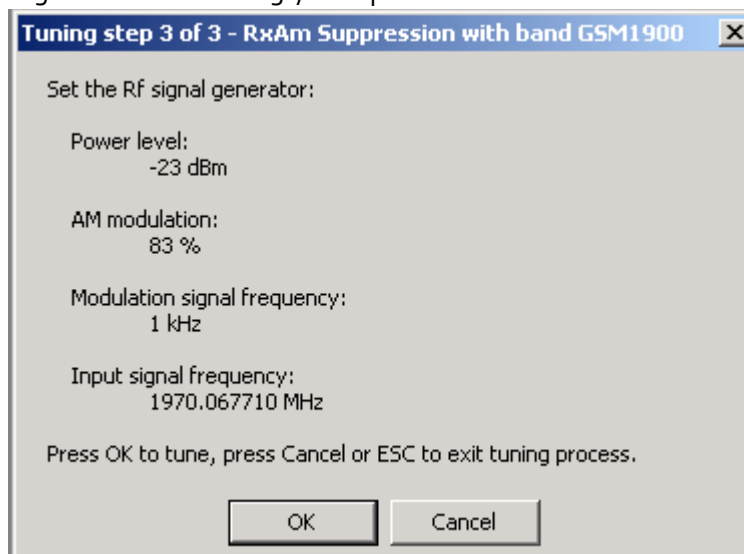 Tuning step 3 of 3 - RxAm Suppression with band GSM1900
Set the Rf signal generator:
Power level:
-23 dBm
AM modulation:
83 %
Modulation signal frequency:
1 kHz
Input signal frequency:
1970.067710 MHz
Press OK to tune, press Cancel or ESC to exit tuning process.
OK Cancel